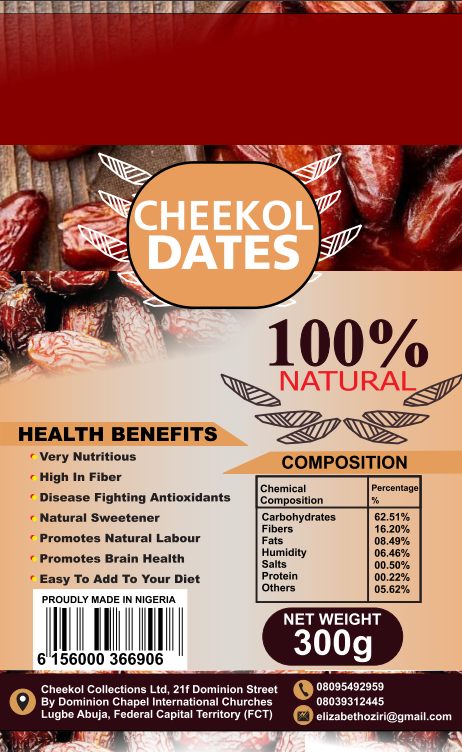 CHEEKOL
DATES
100%
NATURAL
HEALTH BENEFITS
Very Nutritious
High In Fiber
Disease Fighting Antioxidants
Natural Sweetener
Promotes Natural Labour
Promotes Brain Health
Easy To Add To Your Diet
PROUDLY MADE IN NIGERIA
6 156000 366906
COMPOSITION
Chemical Composition Percentage %
Carbohydrates 62.51%
Fibers 16.20%
Fats 08.49%
Humidity 06.46%
Salts 00.50%
Protein 00.22%
Others 05.62%
NET WEIGHT
300g
Cheekol Collections Ltd, 21f Dominion Street
By Dominion Chapel International Churches
Lugbe Abuja, Federal Capital Territory (FCT)
08095492959
08039312445
elizabethoziri@gmail.com